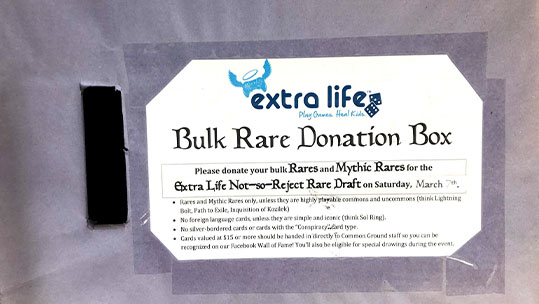 extra life
Play Games. Heal Kids.
Bulk Rare Donation Box
Please donate your bulk Rares and Mythic Rares for the
Extra Life Not-so-Reject Rare Draft on Saturday, March 7th.
• Rares and Mythic Rares only, unless they are highly playable commons and uncommons (think Lightning
Bolt, Path to Exile, Inquisition of Kozilek)
• No foreign language cards, unless they are simple and iconic (think Sol Ring).
• No silver-bordered cards or cards with the "Conspiracy" card type.
• Cards valued at $15 or more should be handed in directly to Common Ground staff so you can be
recognized on our Facebook Wall of Fame! You'll also be eligible for special drawings during the event.